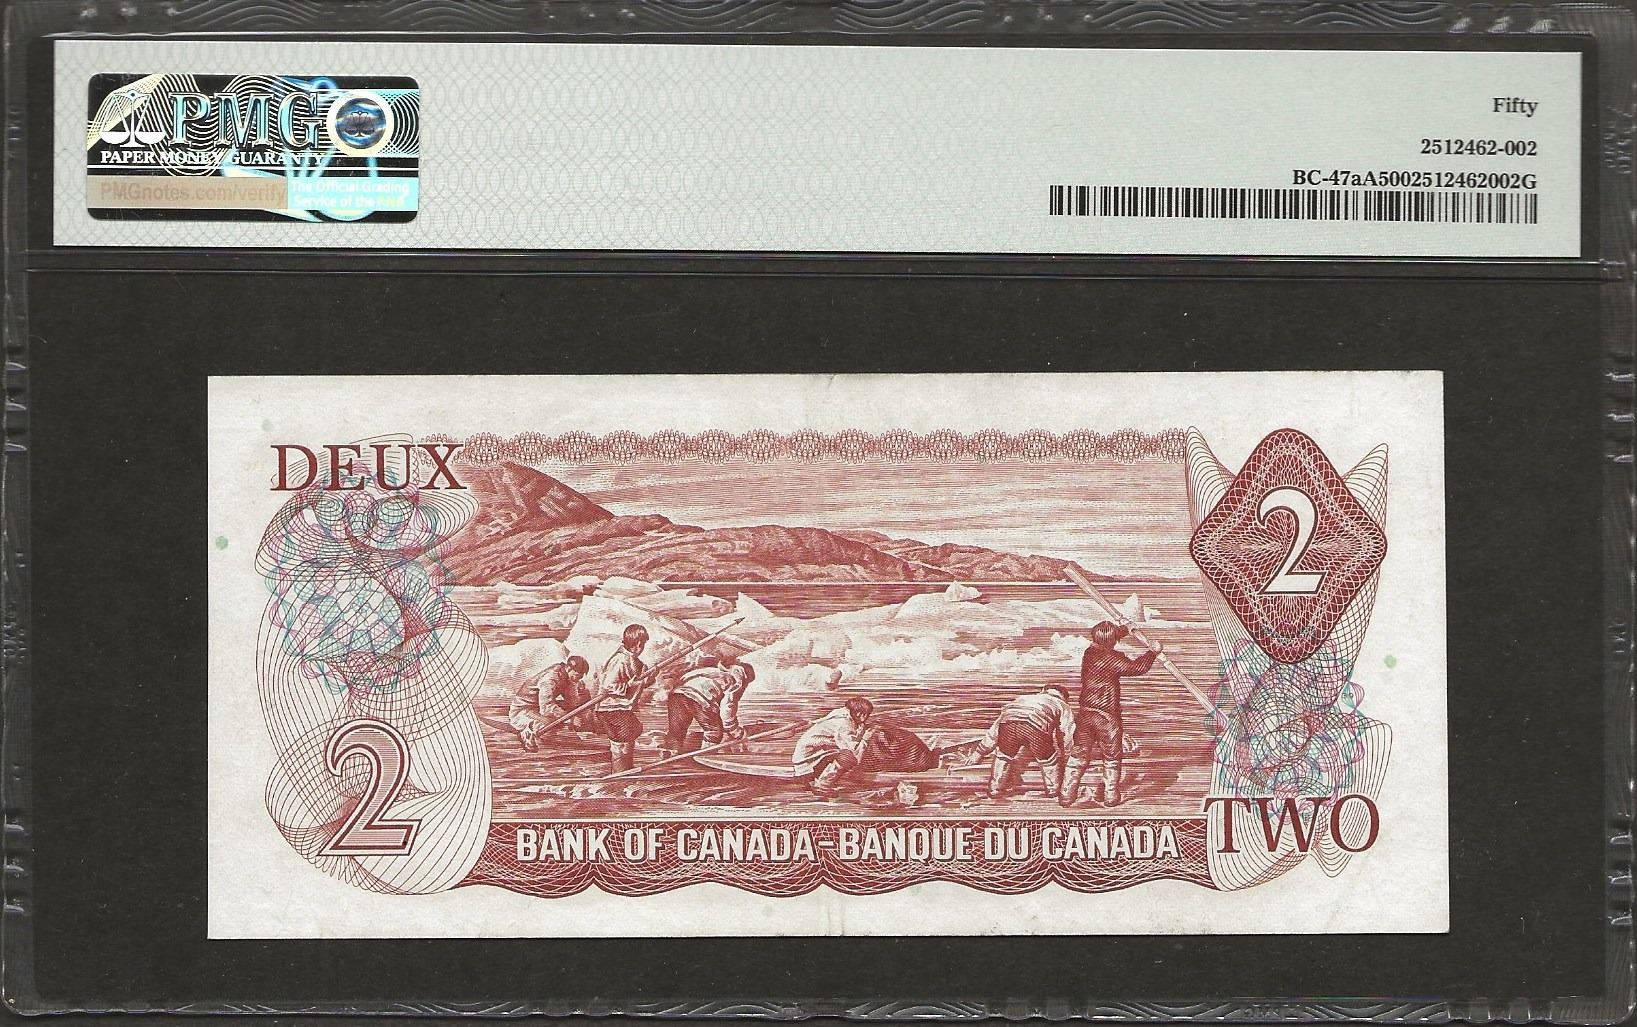 PMG
PAPER MONEY GUARANTY
PMGnotes.com/verify
The Official Grading
Service of the ANA
Fifty
2512462-002
BC-47aA5002512462002G
DEUX
2
2
TWO
BANK OF CANADA-BANQUE DU CANADA